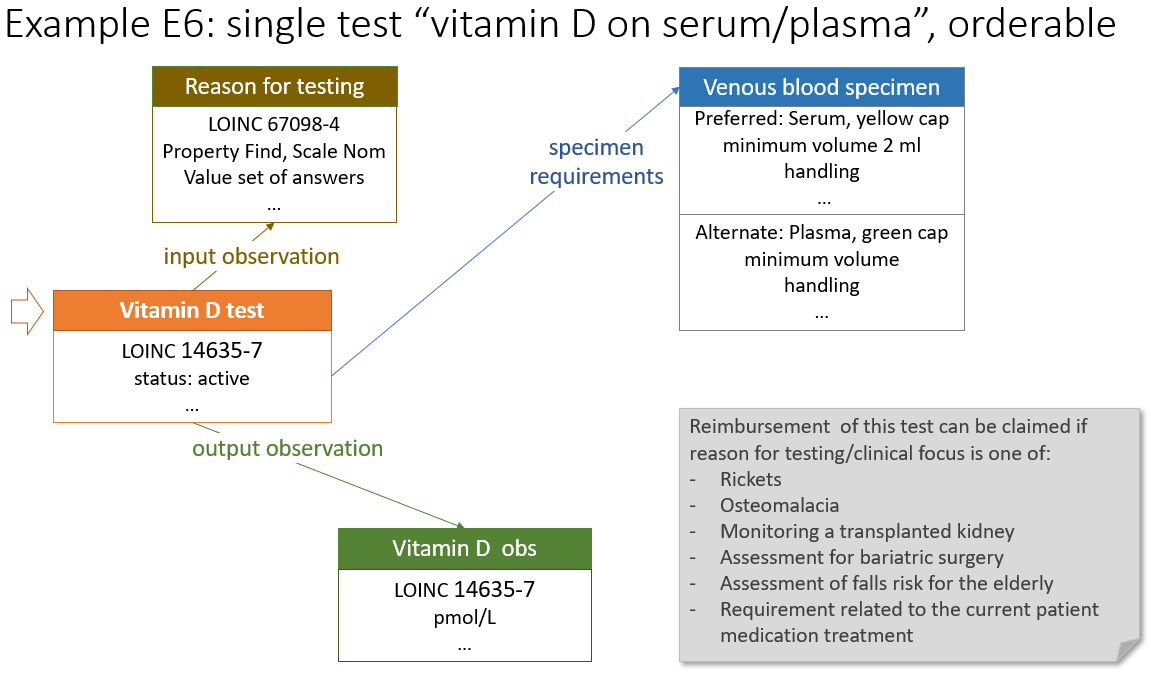 Example E6: single test “vitamin D on serum/plasma”, orderable
Reason for testing
LOINC 67098-4
Property Find, Scale Nom
Value set of answers
...
input observation
Vitamin D test
LOINC 14635-7
status: active
...
output observation
Vitamin D  obs
LOINC 14635-7
pmol/L
...
specimen
requirements
Venous blood specimen
Preferred: Serum, yellow cap
minimum volume 2 ml
handling
...
Alternate: Plasma, green cap
minimum volume
handling
...
Reimbursement  of this test can be claimed if
reason for testing/clinical focus is one of:
- Rickets
- Osteomalacia
- Monitoring a transplanted kidney
- Assessment for bariatric surgery
- Assessment of falls risk for the elderly
- Requirement related to the current patient
medication treatment